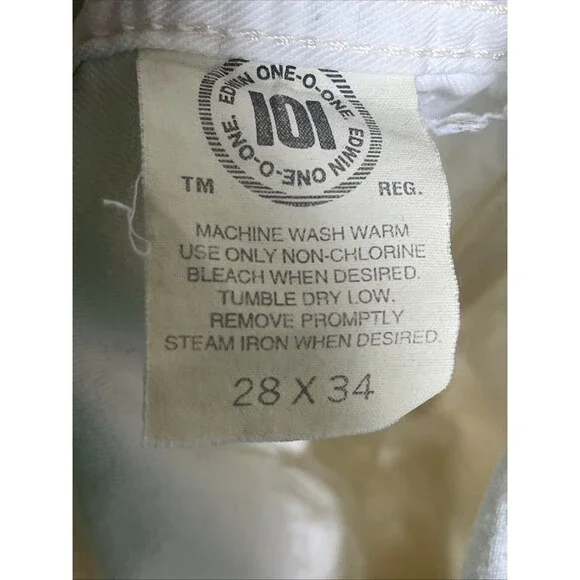 EDWIN ONE-O-ONE. EDWIN ONE-O-ONE.
101
TM REG.
MACHINE WASH WARM
USE ONLY NON-CHLORINE
BLEACH WHEN DESIRED.
TUMBLE DRY LOW.
REMOVE PROMPTLY
STEAM IRON WHEN DESIRED.
28 X 34